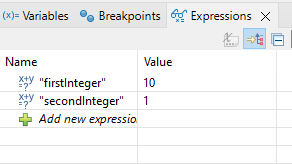 (x)= Variables Breakpoints Expressions
Name Value
x+y=? "firstInteger" 10
x+y=? "secondInteger" 1
Add new expression